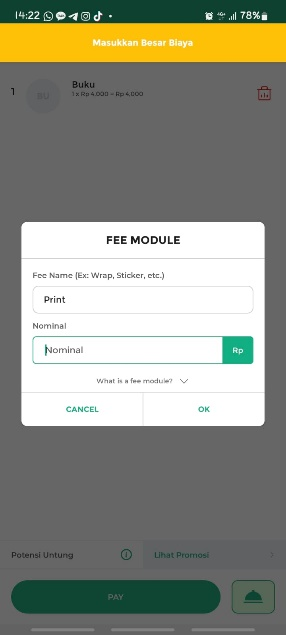 14:22
78%
Masukkan Besar Biaya
1
BU
Buku
1 x Rp 4.000 = Rp 4.000
FEE MODULE
Fee Name (Ex: Wrap, Sticker, etc.)
Print
Nominal
Nominal
Rp
What is a fee module?
CANCEL
OK
Potensi Untung
Lihat Promosi
PAY